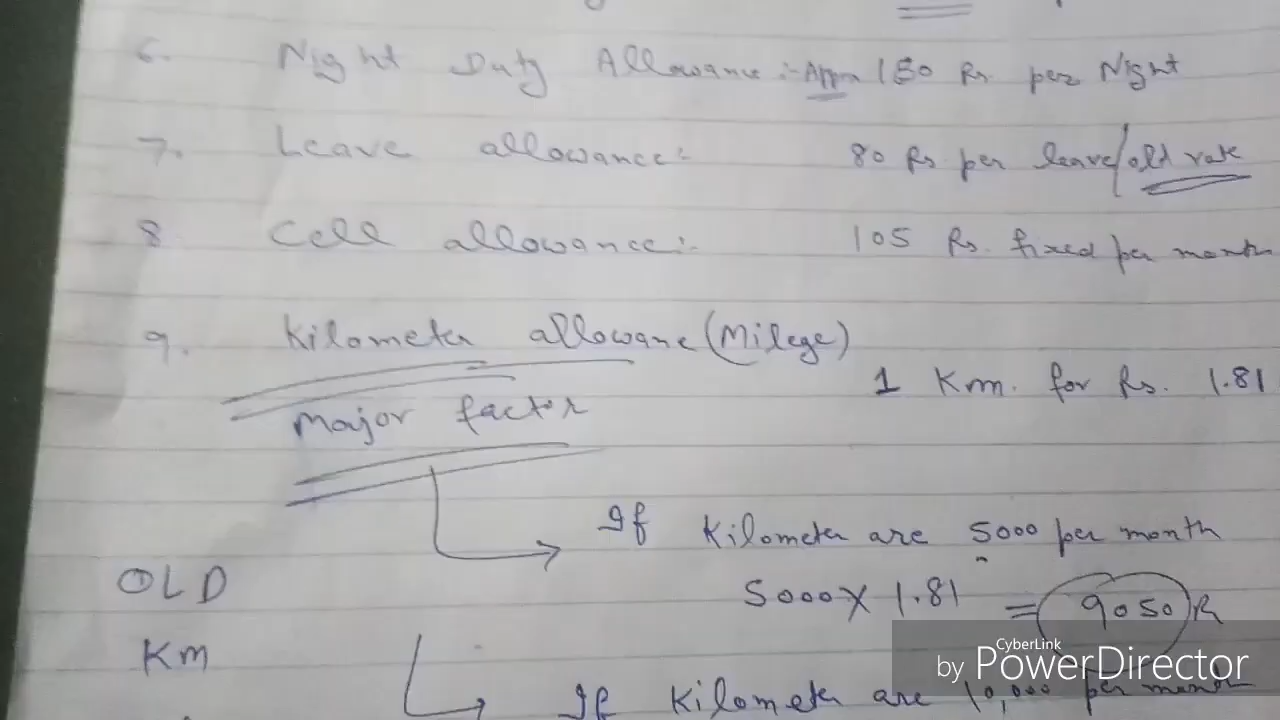 6. Night Duty Allowance :- Appx 150 Rs per Night
7. Leave allowance:- 80 Rs per leave/old rate
8. Cell allowance:- 105 Rs. fixed per month
9. Kilometer allowane (Milege)
1 Km. for Rs. 1.81
Major factor
If Kilometer are 5000 per month
OLD
5000 X 1.81 = 9050 R
KM
If Kilometer are 10,000 per month
CyberLink
by PowerDirector